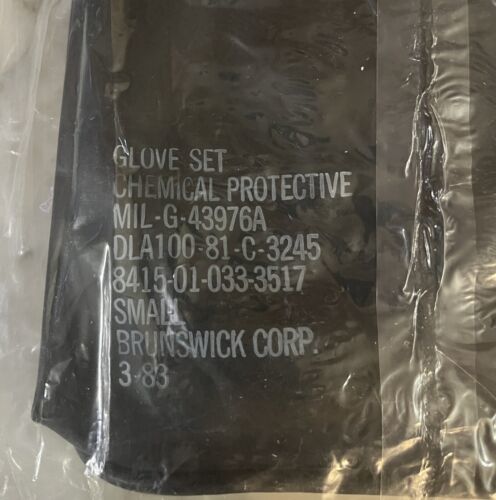 GLOVE SET
CHEMICAL PROTECTIVE
MIL-G-43976A
DLA100-81-C-3245
8415-01-033-3517
SMALL
BRUNSWICK CORP.
3-83